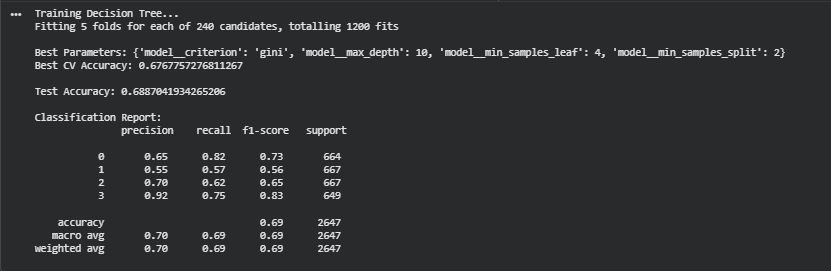 Training Decision Tree...
Fitting 5 folds for each of 240 candidates, totalling 1200 fits
Best Parameters: {'model__criterion': 'gini', 'model__max_depth': 10, 'model__min_samples_leaf': 4, 'model__min_samples_split': 2}
Best CV Accuracy: 0.6767757276811267
Test Accuracy: 0.6887041934265206
Classification Report:
precision recall f1-score support
0 0.65 0.82 0.73 664
1 0.55 0.57 0.56 667
2 0.70 0.62 0.65 667
3 0.92 0.75 0.83 649
accuracy 0.69 2647
macro avg 0.70 0.69 0.69 2647
weighted avg 0.70 0.69 0.69 2647